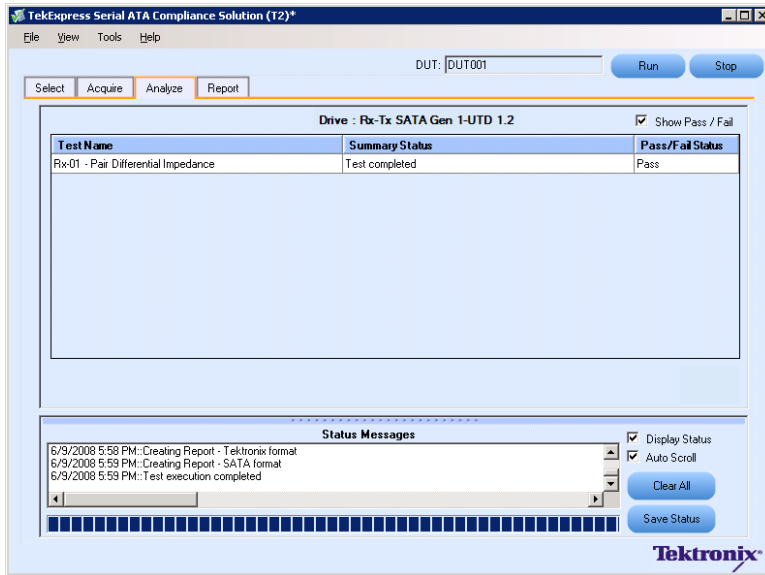 TekExpress Serial ATA Compliance Solution (T2)*
File View Tools Help
DUT: DUT001 Run Stop
Select Acquire Analyze Report
Drive : Rx-Tx SATA Gen 1-UTD 1.2 Show Pass / Fail
Test Name Summary Status Pass/Fail Status
Rx-01 - Pair Differential Impedance Test completed Pass
Status Messages
6/9/2008 5:58 PM::Creating Report - Tektronix format
6/9/2008 5:59 PM::Creating Report - SATA format
6/9/2008 5:59 PM::Test execution completed
Display Status
Auto Scroll
Clear All
Save Status
Tektronix